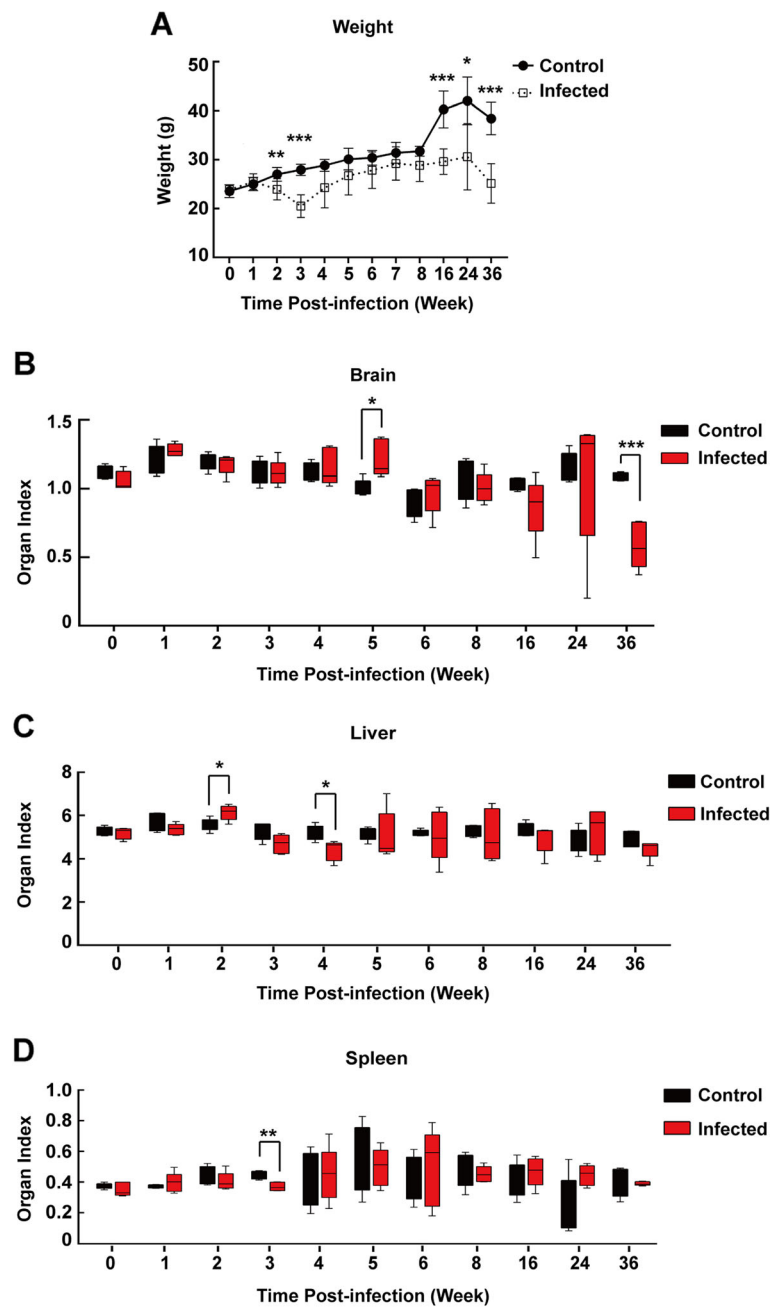 A
Weight
Control
Infected
Weight (g)
50
40
30
20
10
** *** *** * ***
0 1 2 3 4 5 6 7 8 16 24 36
Time Post-infection (Week)
B
Brain
Control
Infected
Organ Index
1.5
1.0
0.5
0
* ***
0 1 2 3 4 5 6 8 16 24 36
Time Post-infection (Week)
C
Liver
Control
Infected
Organ Index
8
6
4
2
0
* *
0 1 2 3 4 5 6 8 16 24 36
Time Post-infection (Week)
D
Spleen
Control
Infected
Organ Index
1.0
0.8
0.6
0.4
0.2
0
**
0 1 2 3 4 5 6 8 16 24 36
Time Post-infection (Week)